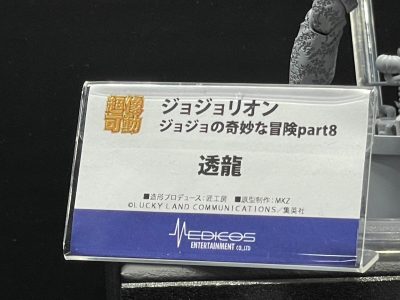 超像可動
ジョジョリオン
ジョジョの奇妙な冒険part8
透龍
■造形プロデュース：匠工房 ■原型制作：MKZ
©LUCKY LAND COMMUNICATIONS／集英社
MEDICOS
ENTERTAINMENT CO.,LTD